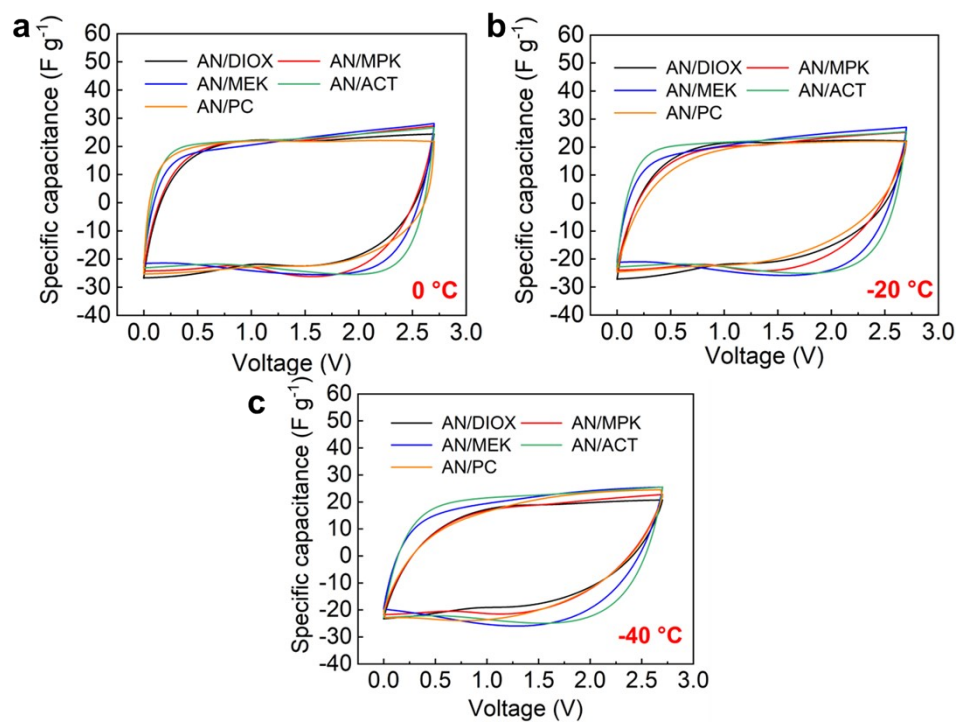 a
Specific capacitance (F g⁻¹)
60
50
40
30
20
10
0
-10
-20
-30
-40
AN/DIOX AN/MPK
AN/MEK AN/ACT
AN/PC
0 °C
0.0 0.5 1.0 1.5 2.0 2.5 3.0
Voltage (V)
b
Specific capacitance (F g⁻¹)
60
50
40
30
20
10
0
-10
-20
-30
-40
AN/DIOX AN/MPK
AN/MEK AN/ACT
AN/PC
-20 °C
0.0 0.5 1.0 1.5 2.0 2.5 3.0
Voltage (V)
c
Specific capacitance (F g⁻¹)
60
50
40
30
20
10
0
-10
-20
-30
-40
AN/DIOX AN/MPK
AN/MEK AN/ACT
AN/PC
-40 °C
0.0 0.5 1.0 1.5 2.0 2.5 3.0
Voltage (V)